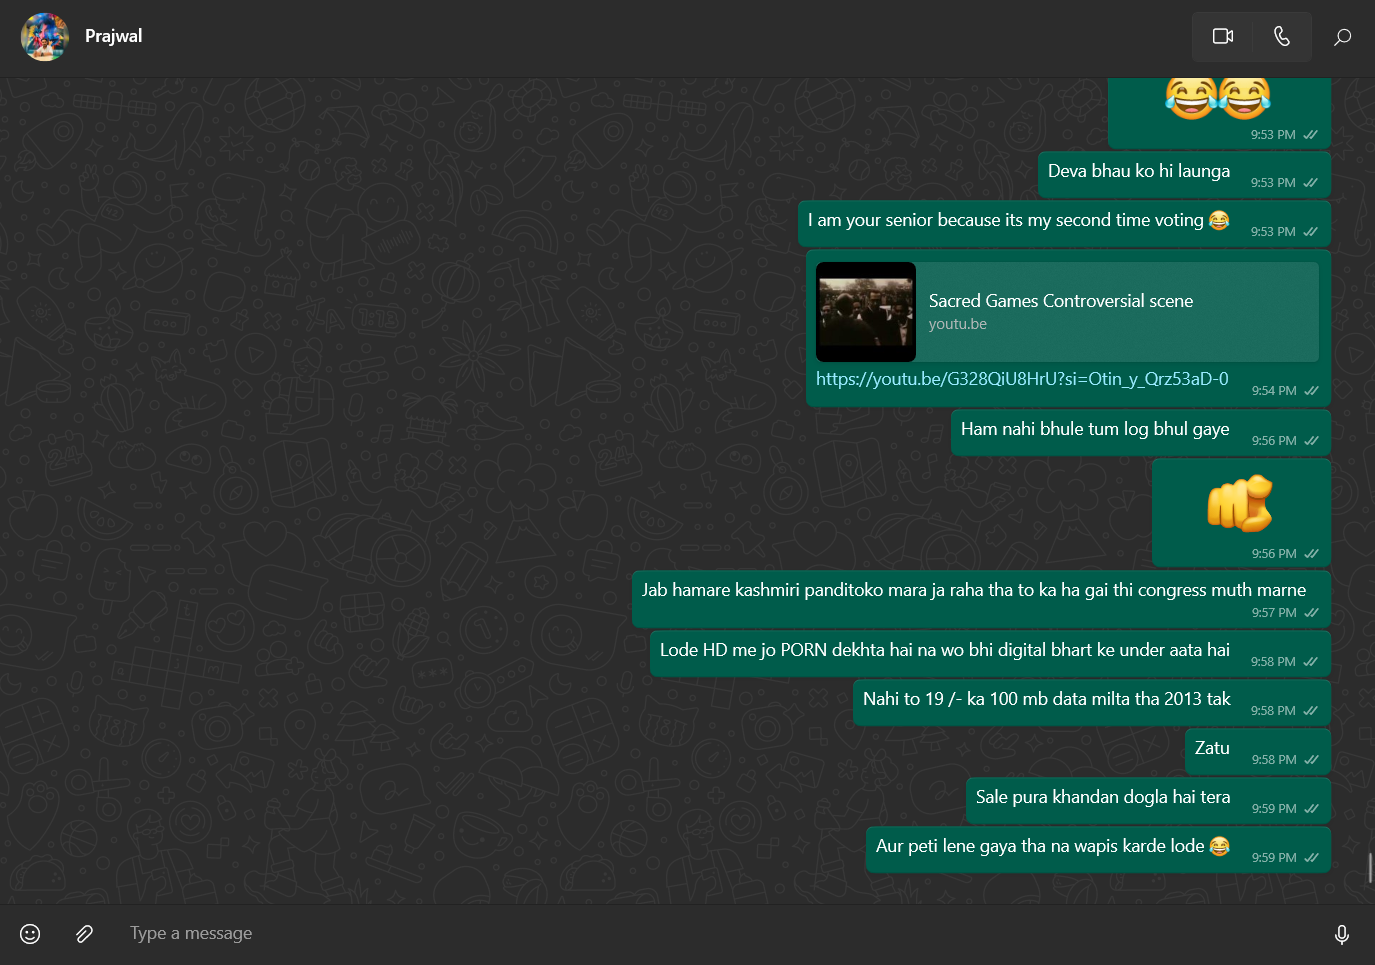 Prajwal
9:53 PM
Deva bhau ko hi launga
9:53 PM
I am your senior because its my second time voting 😂
9:53 PM
Sacred Games Controversial scene
youtu.be
https://youtu.be/G328QiU8HrU?si=Otin_y_Qrz53aD-0
9:54 PM
Ham nahi bhule tum log bhul gaye
9:56 PM
9:56 PM
Jab hamare kashmiri panditoko mara ja raha tha to ka ha gai thi congress muth marne
9:57 PM
Lode HD me jo PORN dekhta hai na wo bhi digital bhart ke under aata hai
9:58 PM
Nahi to 19 /- ka 100 mb data milta tha 2013 tak
9:58 PM
Zatu
9:58 PM
Sale pura khandan dogla hai tera
9:59 PM
Aur peti lene gaya tha na wapis karde lode 😂
9:59 PM
Type a message